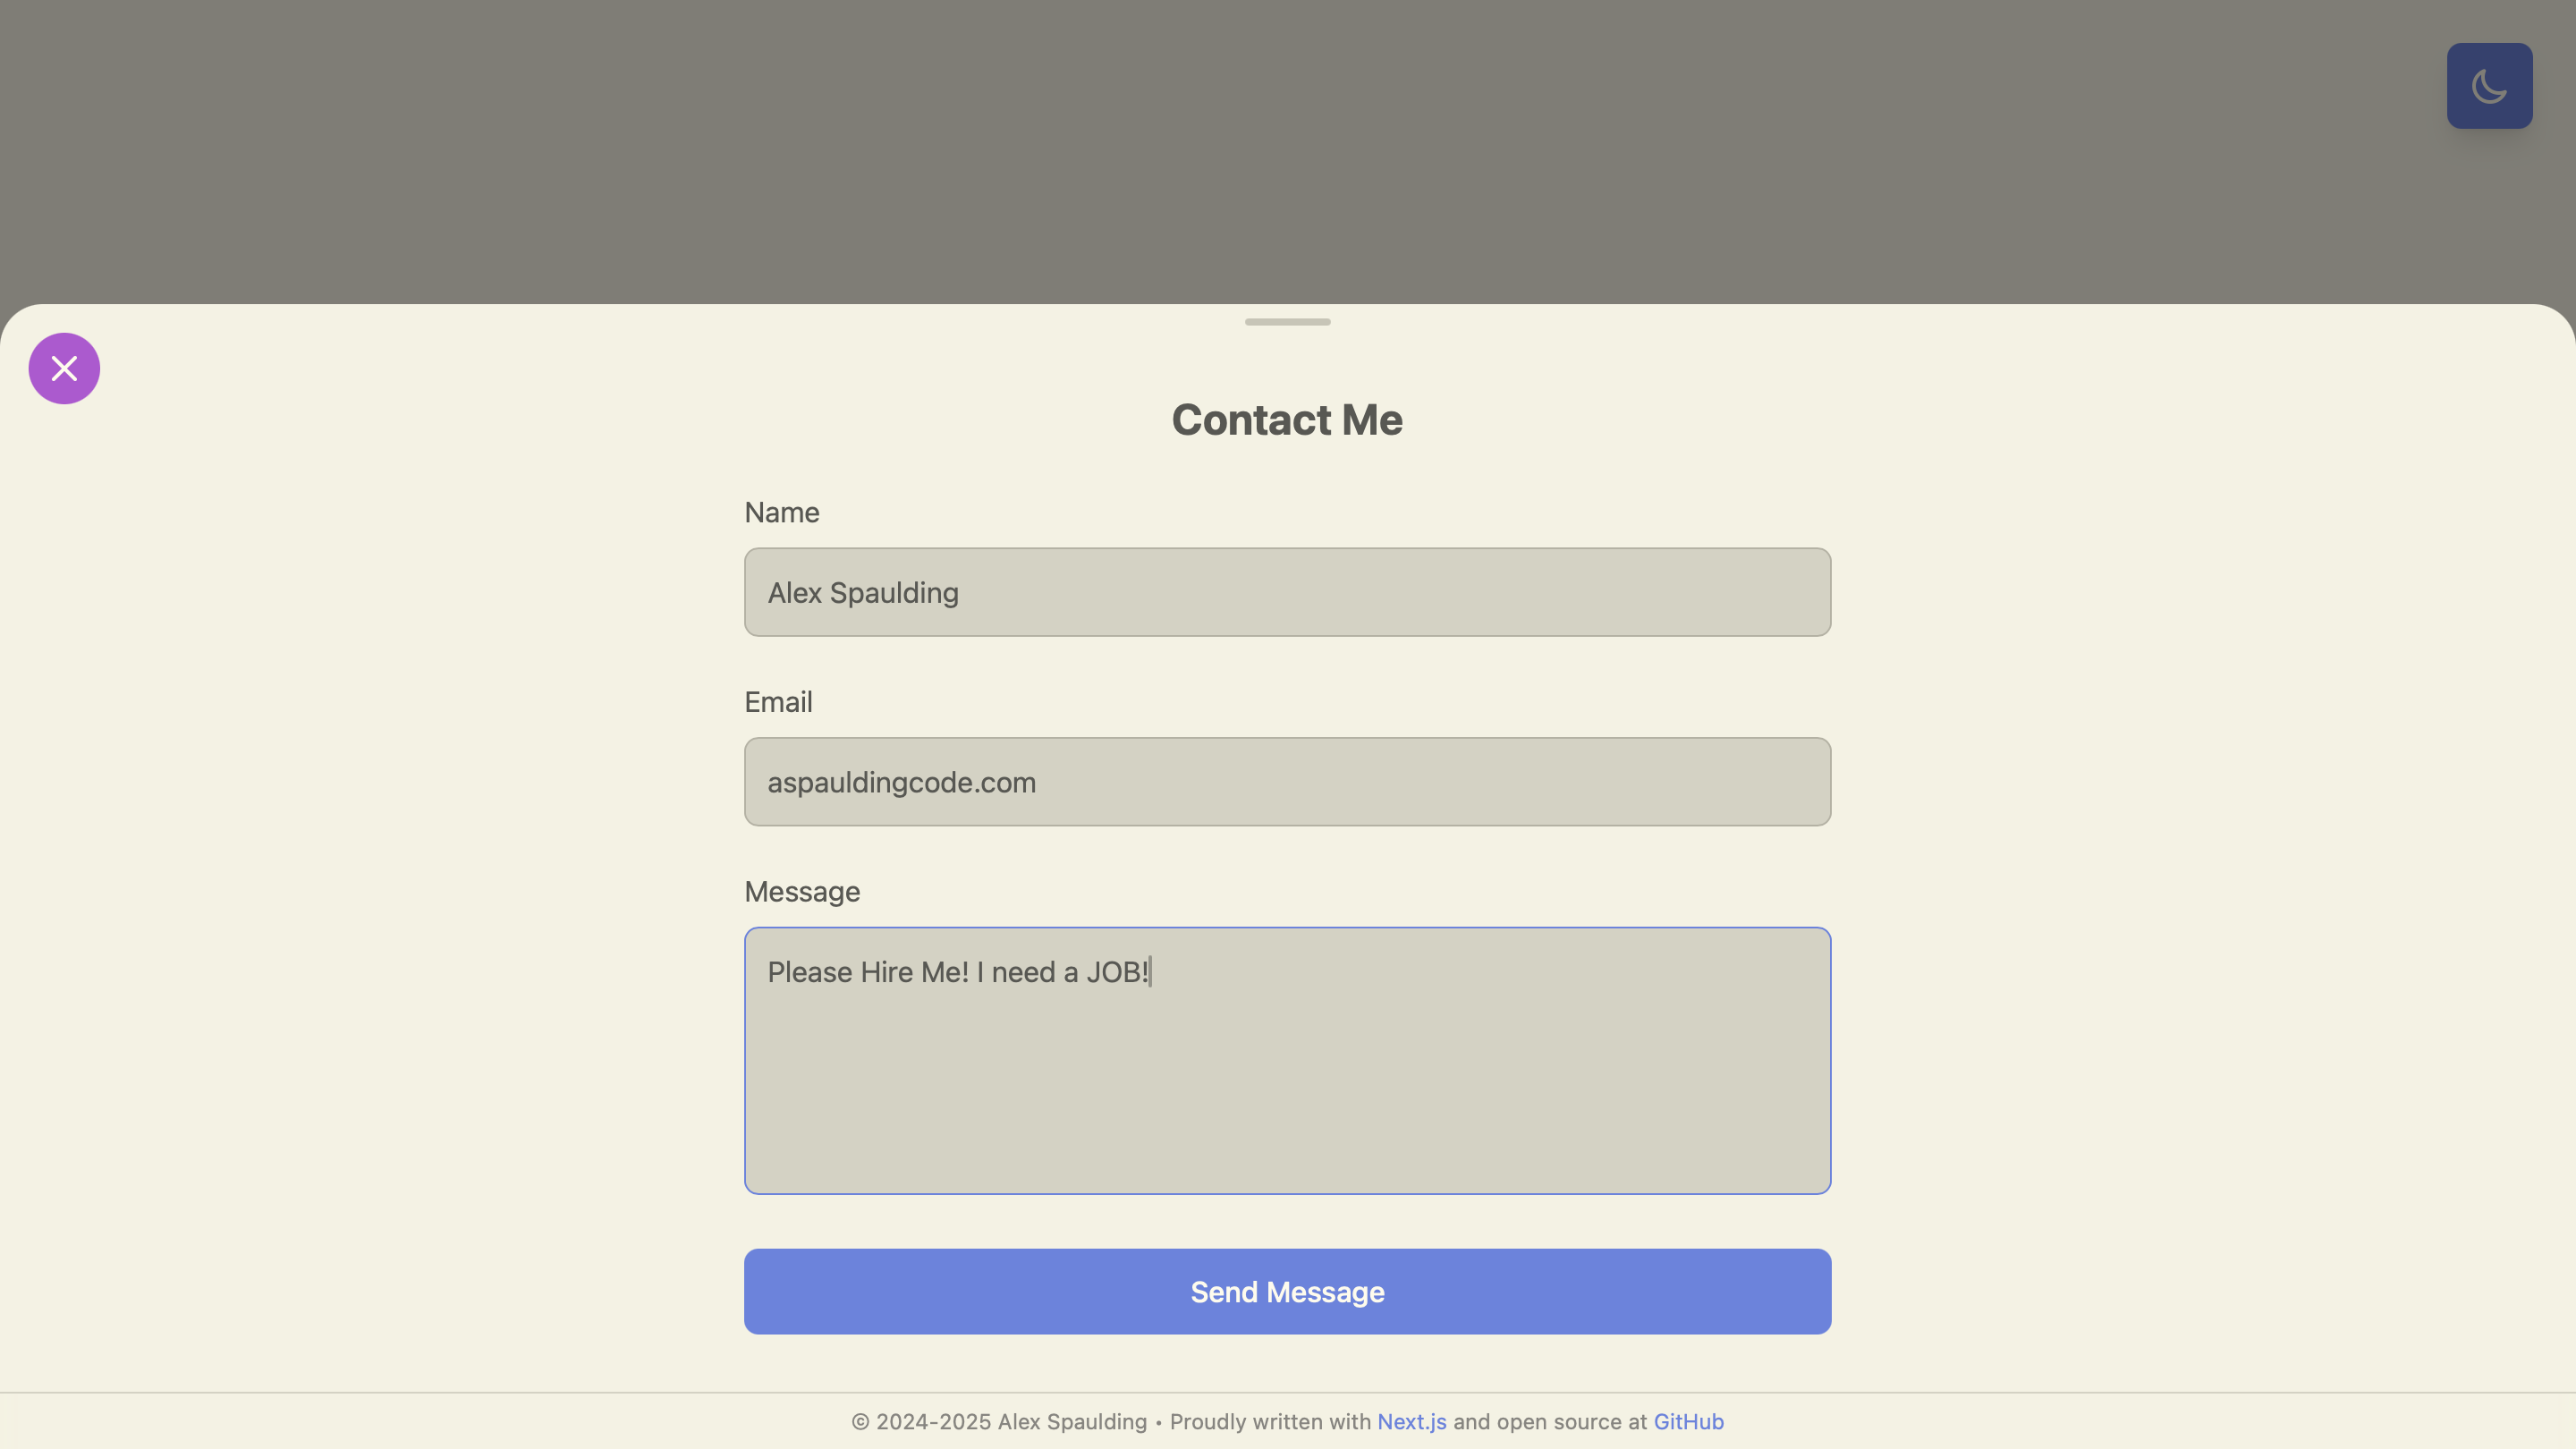 Contact Me
Name
Alex Spaulding
Email
aspauldingcode.com
Message
Please Hire Me! I need a JOB!
Send Message
© 2024-2025 Alex Spaulding • Proudly written with Next.js and open source at GitHub